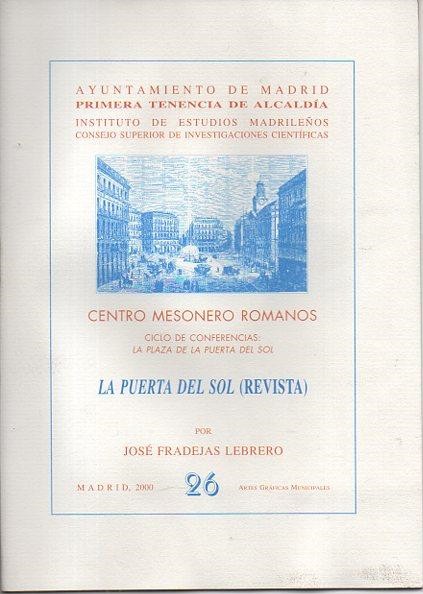 AYUNTAMIENTO DE MADRID
PRIMERA TENENCIA DE ALCALDÍA
INSTITUTO DE ESTUDIOS MADRILEÑOS
CONSEJO SUPERIOR DE INVESTIGACIONES CIENTÍFICAS
CENTRO MESONERO ROMANOS
CICLO DE CONFERENCIAS:
LA PLAZA DE LA PUERTA DEL SOL
LA PUERTA DEL SOL (REVISTA)
POR
JOSÉ FRADEJAS LEBRERO
MADRID, 2000 26 ARTES GRÁFICAS MUNICIPALES